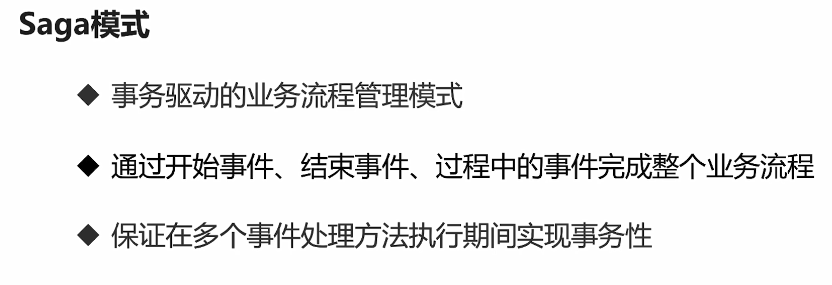 Saga模式
◆ 事务驱动的业务流程管理模式
◆ 通过开始事件、结束事件、过程中的事件完成整个业务流程
◆ 保证在多个事件处理方法执行期间实现事务性